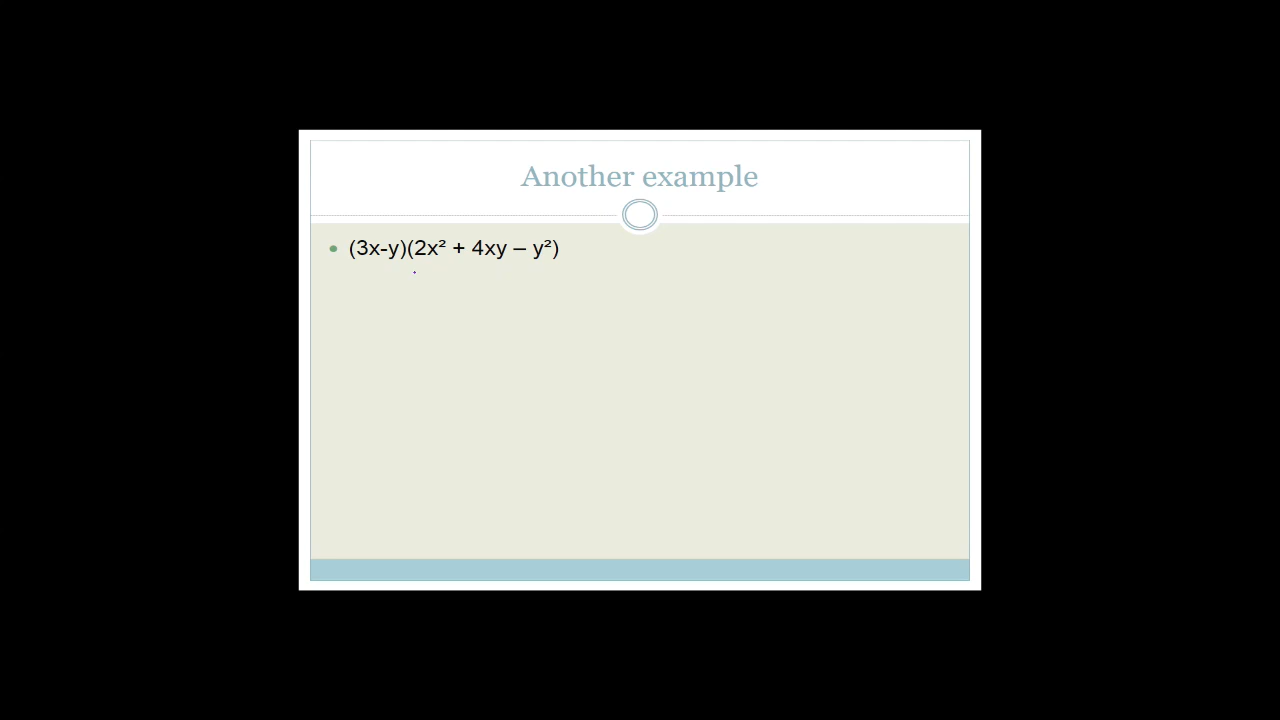 Another example
(3x-y)(2x² + 4xy – y²)